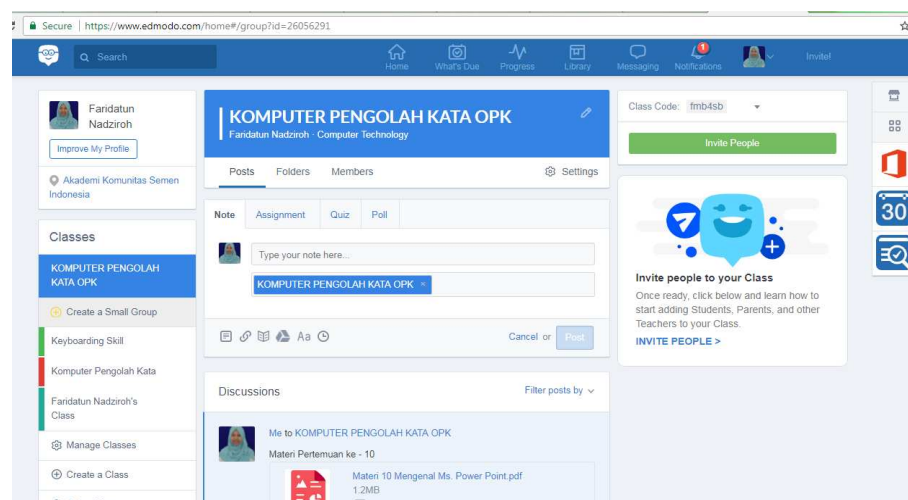 Secure | https://www.edmodo.com/home#/group?id=26056291
Search
Home
What's Due
Progress
Library
Messaging
1
Notifications
Invite!
Faridatun
Nadziroh
Improve My Profile
Akademi Komunitas Semen
Indonesia
Classes
KOMPUTER PENGOLAH
KATA OPK
Create a Small Group
Keyboarding Skill
Komputer Pengolah Kata
Faridatun Nadziroh's
Class
Manage Classes
Create a Class
KOMPUTER PENGOLAH KATA OPK
Faridatun Nadziroh · Computer Technology
Posts Folders Members
Settings
Note Assignment Quiz Poll
Type your note here...
KOMPUTER PENGOLAH KATA OPK ×
Aa
Cancel or Post
Discussions
Filter posts by
Me to KOMPUTER PENGOLAH KATA OPK
Materi Pertemuan ke - 10
Materi 10 Mengenal Ms. Power Point.pdf
1.2MB
Class Code: fmb4sb
Invite People
Invite people to your Class
Once ready, click below and learn how to
start adding Students, Parents, and other
Teachers to your Class.
INVITE PEOPLE >
30